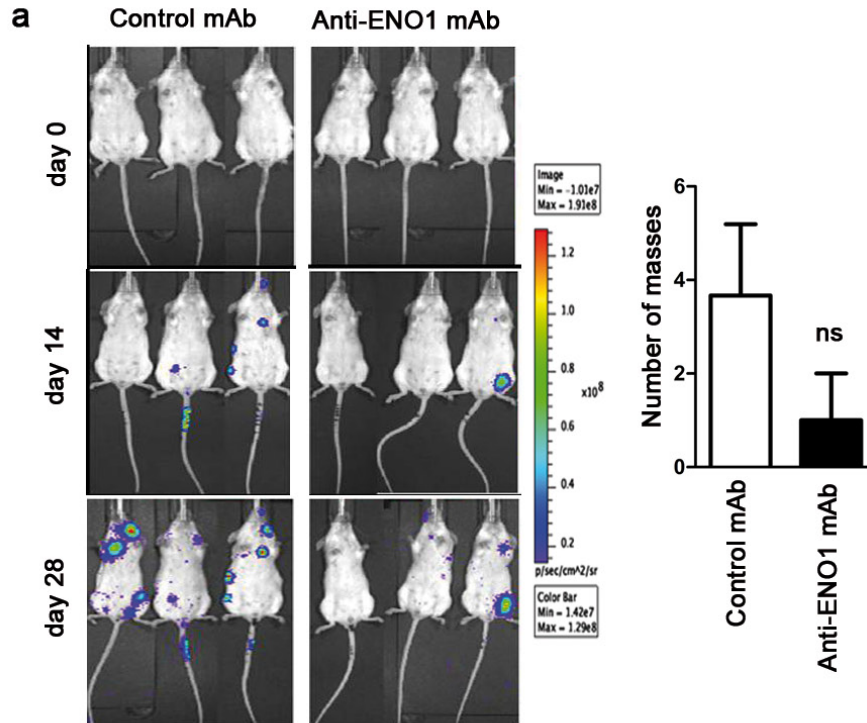 a
Control mAb
Anti-ENO1 mAb
day 0
day 14
day 28
Image
Min = -1.01e7
Max = 1.91e8
1.2
1.0
0.8
x10⁸
0.6
0.4
0.2
p/sec/cm^2/sr
Color Bar
Min = 1.42e7
Max = 1.29e8
Number of masses
6
4
2
0
ns
Control mAb
Anti-ENO1 mAb